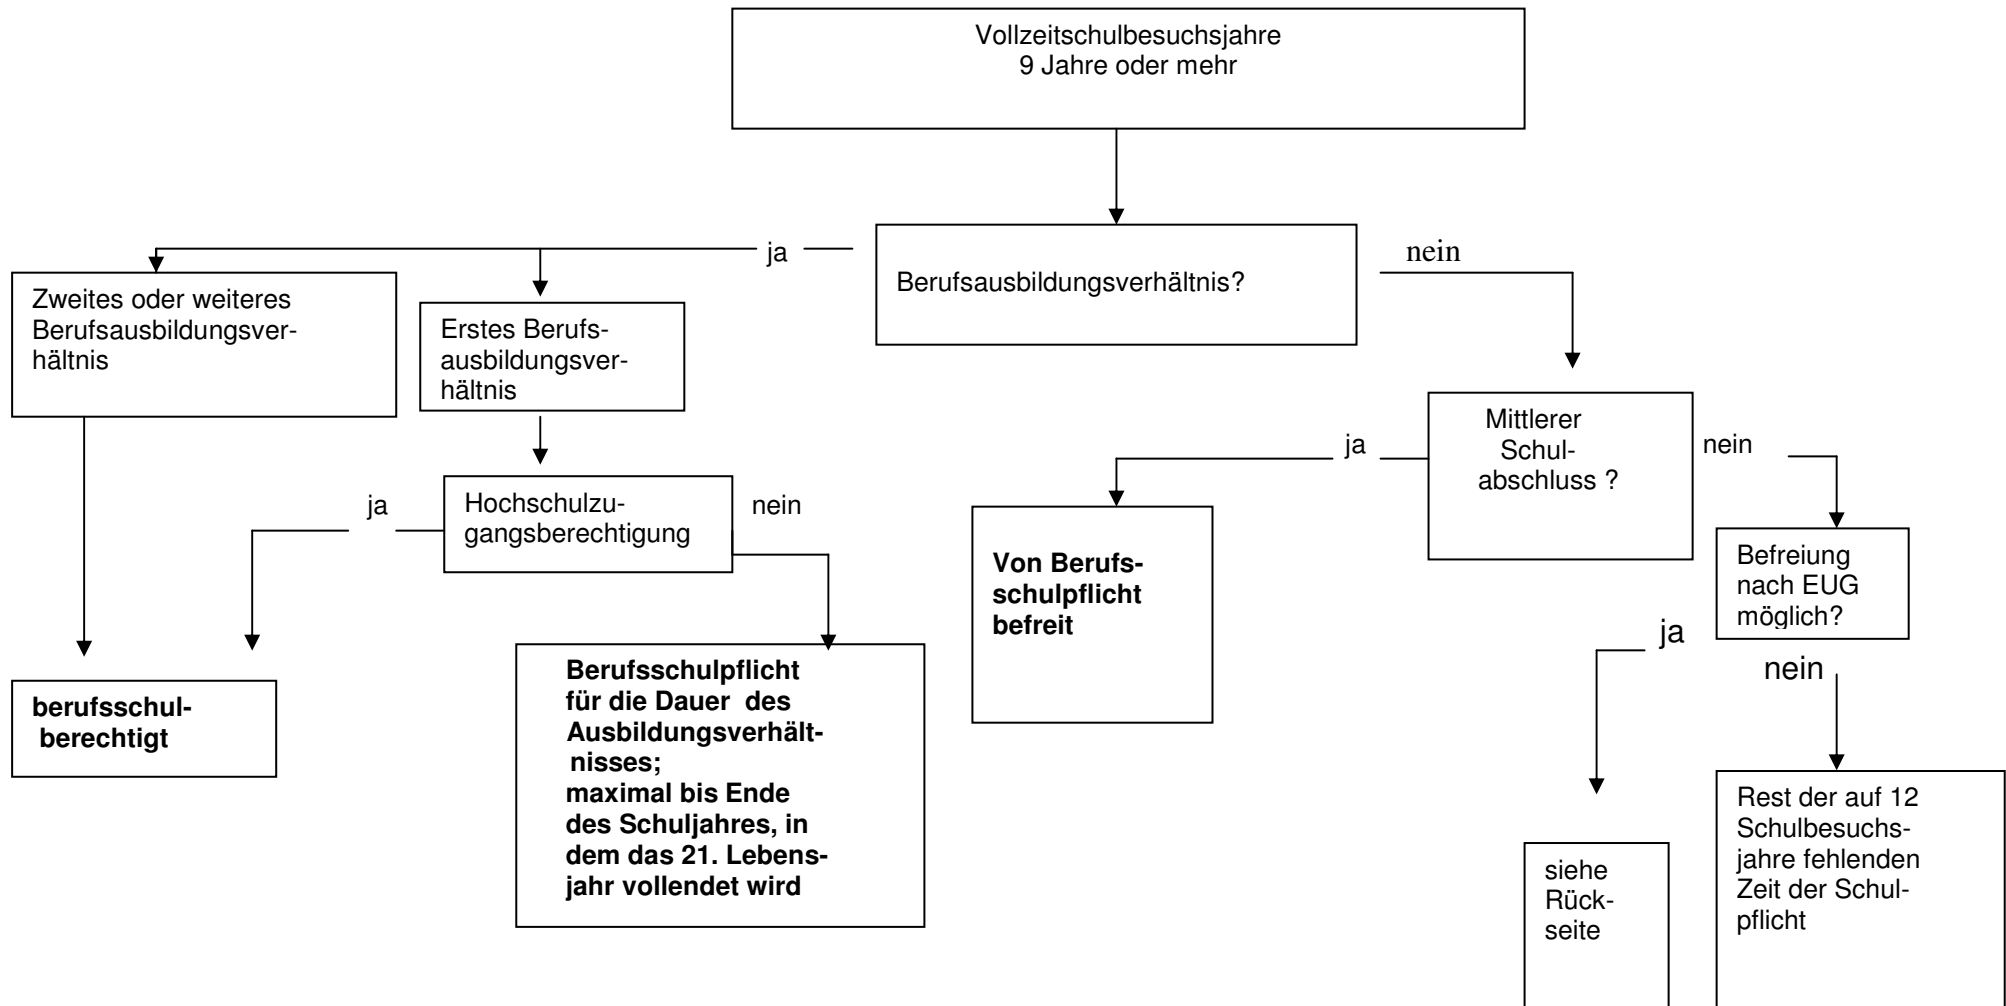 Vollzeitschulbesuchsjahre
9 Jahre oder mehr
Berufsausbildungsverhältnis?
ja
nein
Zweites oder weiteres
Berufsausbildungsver-
hältnis
Erstes Berufs-
ausbildungsver-
hältnis
Mittlerer
Schul-
abschluss ?
ja
nein
Hochschulzu-
gangsberechtigung
ja
nein
Von Berufs-
schulpflicht
befreit
Befreiung
nach EUG
möglich?
ja
nein
berufsschul-
berechtigt
Berufsschulpflicht
für die Dauer des
Ausbildungsverhält-
nisses;
maximal bis Ende
des Schuljahres, in
dem das 21. Lebens-
jahr vollendet wird
siehe
Rück-
seite
Rest der auf 12
Schulbesuchs-
jahre fehlenden
Zeit der Schul-
pflicht